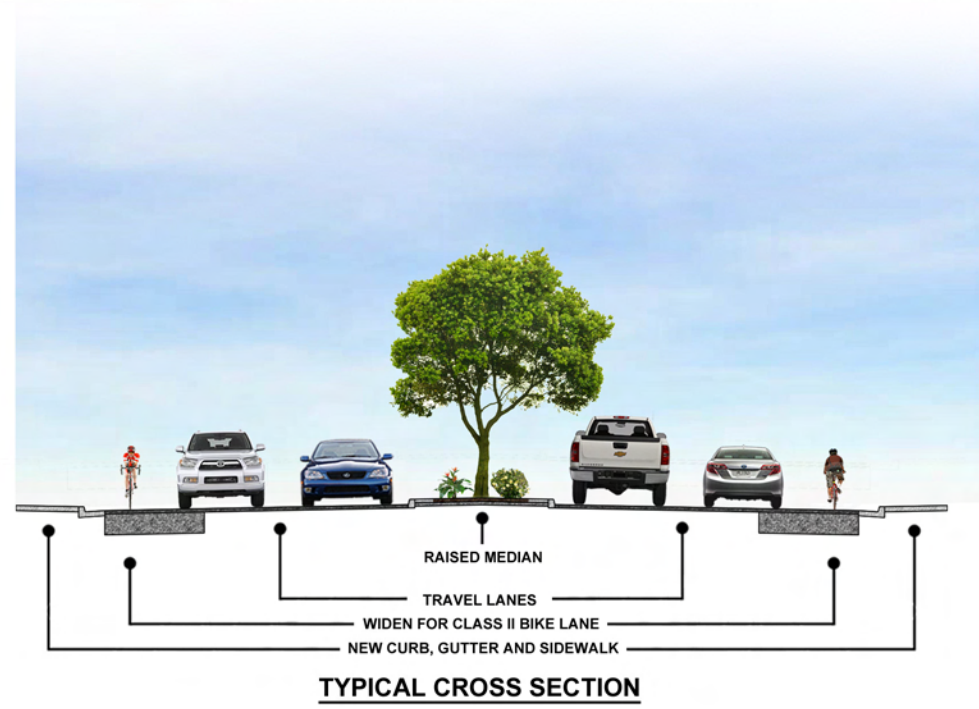 RAISED MEDIAN
TRAVEL LANES
WIDEN FOR CLASS II BIKE LANE
NEW CURB, GUTTER AND SIDEWALK
TYPICAL CROSS SECTION